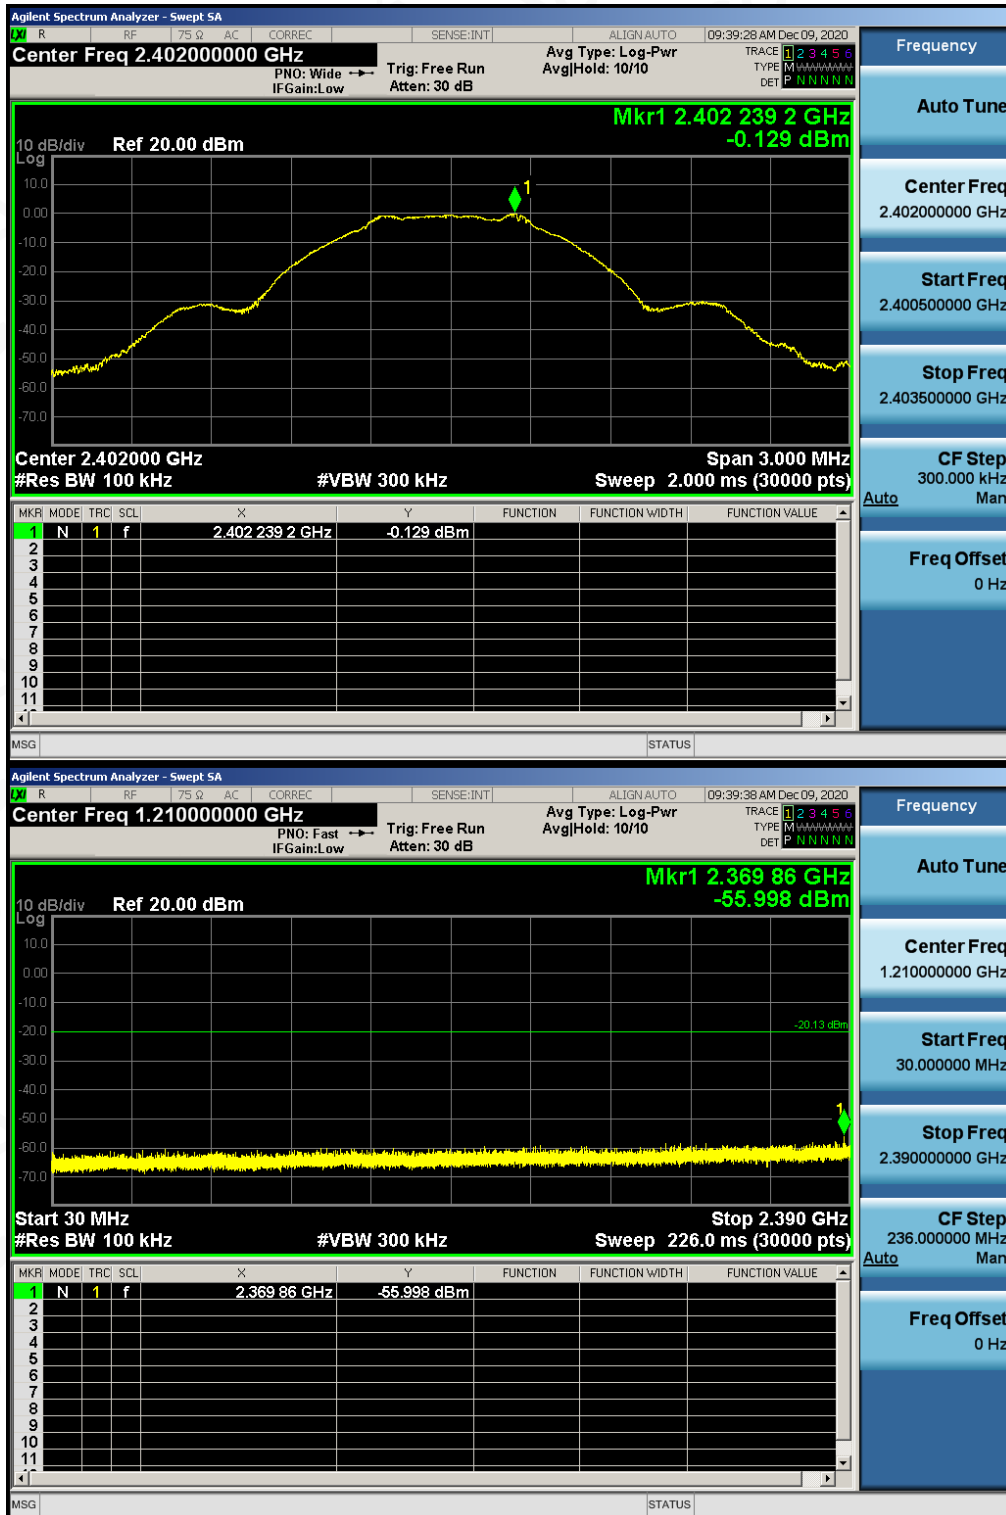 Agilent Spectrum Analyzer - Swept SA
LXI R RF 75 Ω AC CORREC SENSE:INT ALIGN AUTO 09:39:28 AM Dec 09, 2020
Center Freq 2.402000000 GHz
PNO: Wide
IFGain:Low
Trig: Free Run
Atten: 30 dB
Avg Type: Log-Pwr
Avg|Hold: 10/10
TRACE 1 2 3 4 5 6
TYPE M
DET P N N N N N
Mkr1 2.402 239 2 GHz
-0.129 dBm
10 dB/div Ref 20.00 dBm
Log
10.0
0.00
-10.0
-20.0
-30.0
-40.0
-50.0
-60.0
-70.0
1
Center 2.402000 GHz Span 3.000 MHz
#Res BW 100 kHz #VBW 300 kHz Sweep 2.000 ms (30000 pts)
MKR MODE TRC SCL X Y FUNCTION FUNCTION WIDTH FUNCTION VALUE
1 N 1 f 2.402 239 2 GHz -0.129 dBm
2
3
4
5
6
7
8
9
10
11
MSG STATUS
Frequency
Auto Tune
Center Freq
2.402000000 GHz
Start Freq
2.400500000 GHz
Stop Freq
2.403500000 GHz
CF Step
300.000 kHz
Auto Man
Freq Offset
0 Hz
Agilent Spectrum Analyzer - Swept SA
LXI R RF 75 Ω AC CORREC SENSE:INT ALIGN AUTO 09:39:38 AM Dec 09, 2020
Center Freq 1.210000000 GHz
PNO: Fast
IFGain:Low
Trig: Free Run
Atten: 30 dB
Avg Type: Log-Pwr
Avg|Hold: 10/10
TRACE 1 2 3 4 5 6
TYPE M
DET P N N N N N
Mkr1 2.369 86 GHz
-55.998 dBm
10 dB/div Ref 20.00 dBm
Log
10.0
0.00
-10.0
-20.0
-30.0
-40.0
-50.0
-60.0
-70.0
-20.13 dBm
1
Start 30 MHz Stop 2.390 GHz
#Res BW 100 kHz #VBW 300 kHz Sweep 226.0 ms (30000 pts)
MKR MODE TRC SCL X Y FUNCTION FUNCTION WIDTH FUNCTION VALUE
1 N 1 f 2.369 86 GHz -55.998 dBm
2
3
4
5
6
7
8
9
10
11
MSG STATUS
Frequency
Auto Tune
Center Freq
1.210000000 GHz
Start Freq
30.000000 MHz
Stop Freq
2.390000000 GHz
CF Step
236.000000 MHz
Auto Man
Freq Offset
0 Hz